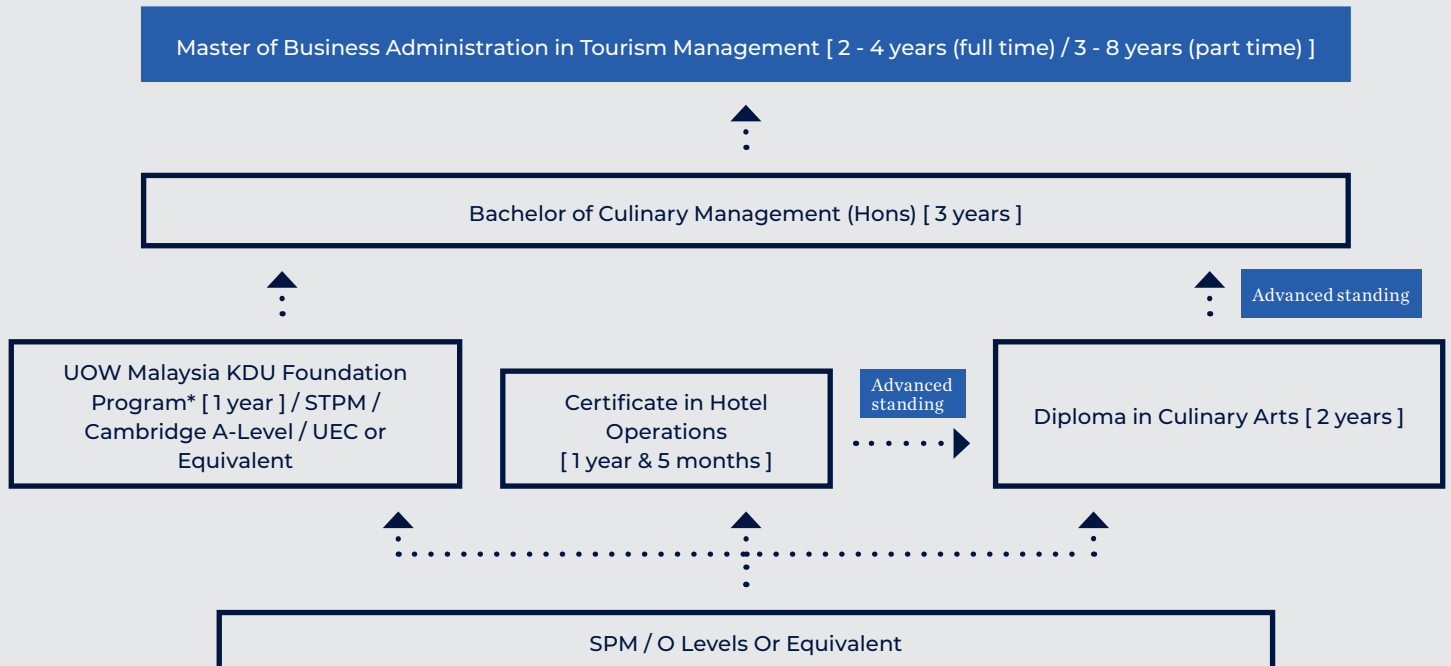 Master of Business Administration in Tourism Management [ 2 - 4 years (full time) / 3 - 8 years (part time) ]
Bachelor of Culinary Management (Hons) [ 3 years ]
Advanced standing
UOW Malaysia KDU Foundation
Program* [ 1 year ] / STPM /
Cambridge A-Level / UEC or
Equivalent
Certificate in Hotel
Operations
[ 1 year & 5 months ]
Advanced
standing
Diploma in Culinary Arts [ 2 years ]
SPM / O Levels Or Equivalent